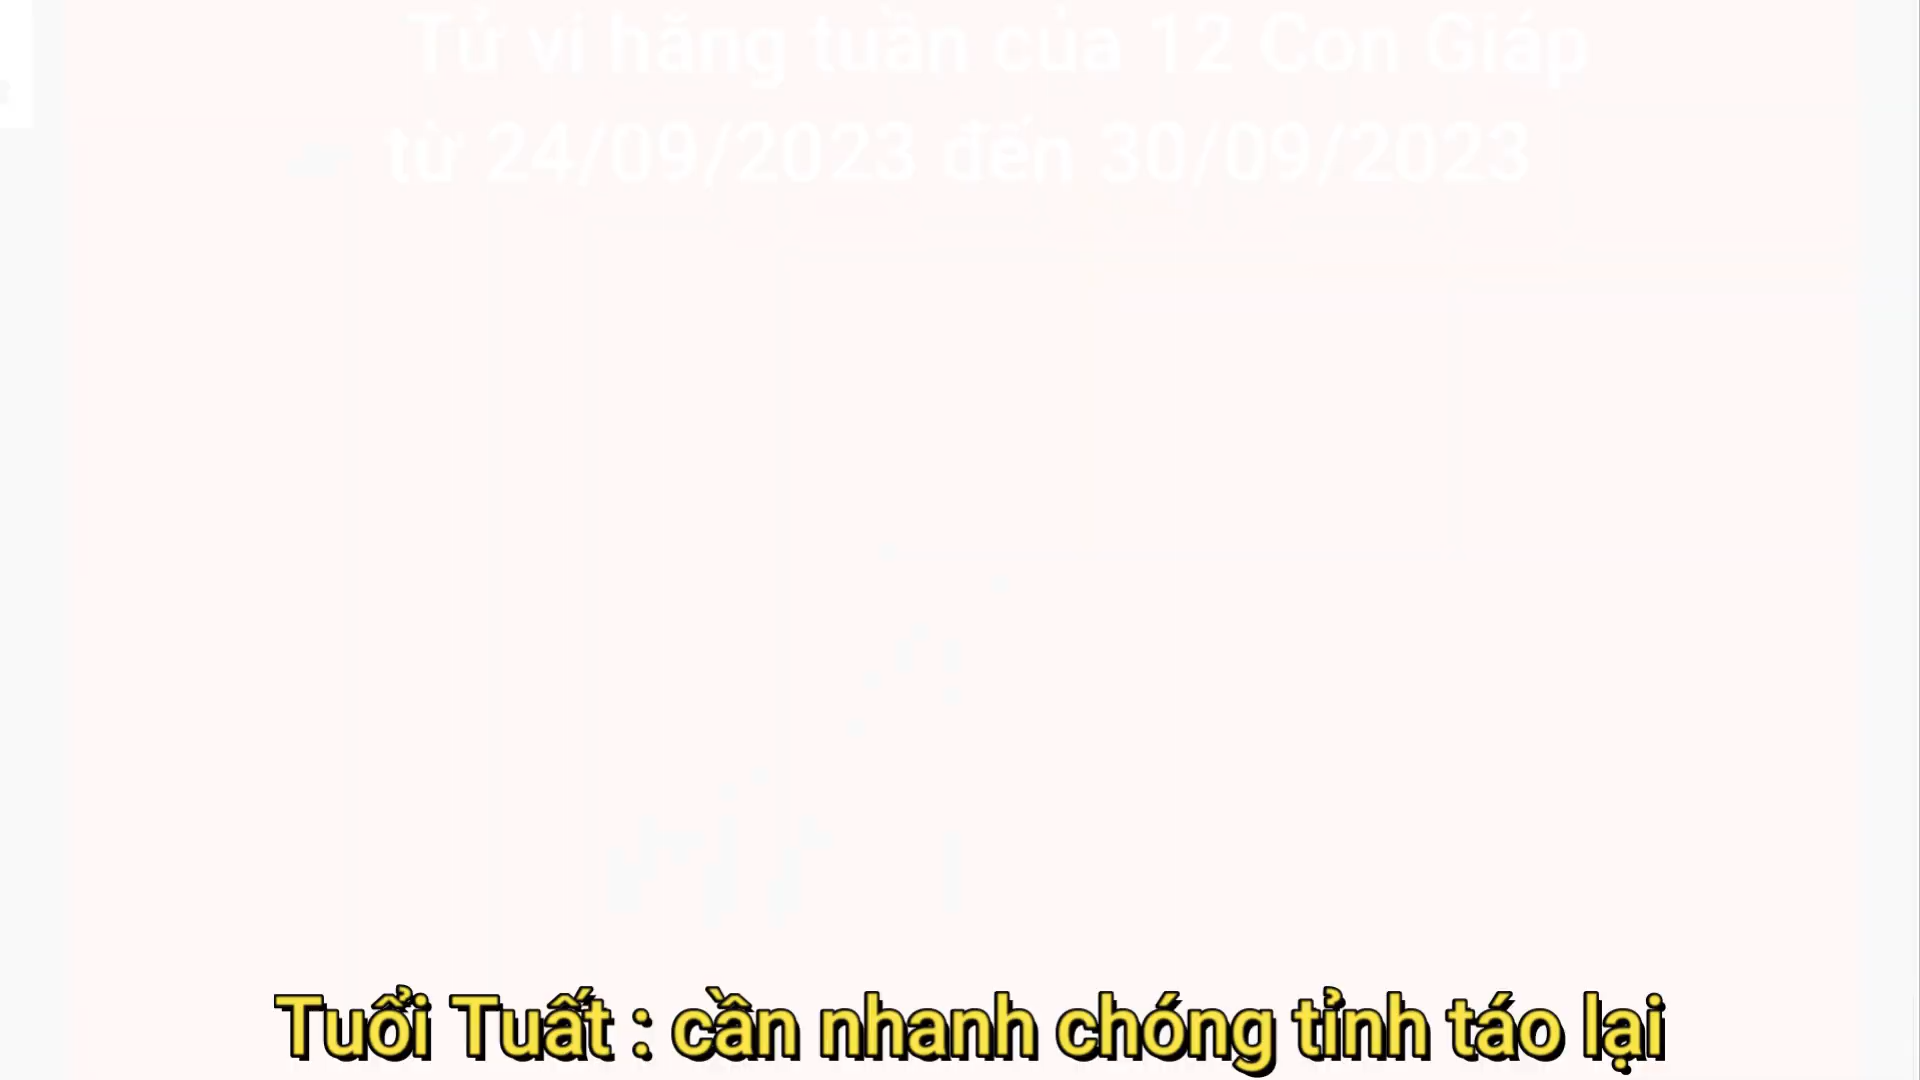 Tử vi hằng tuần của 12 Con Giáp
từ 24/09/2023 đến 30/09/2023
Tuổi Tuất : cần nhanh chóng tỉnh táo lại